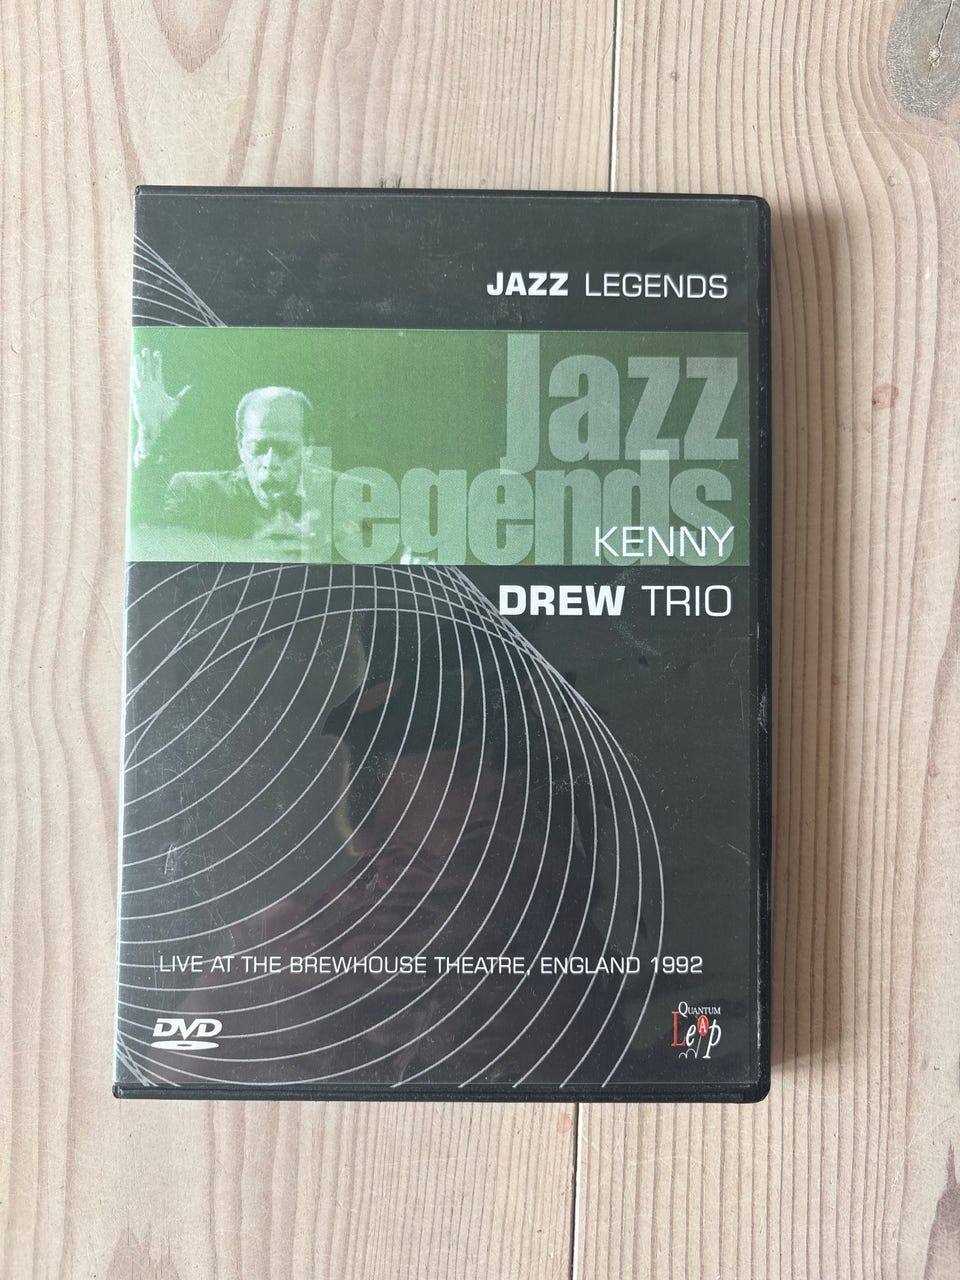 JAZZ LEGENDS
Jazz
legends
KENNY
DREW TRIO
LIVE AT THE BREWHOUSE THEATRE, ENGLAND 1992
DVD
QUANTUM
LeAp